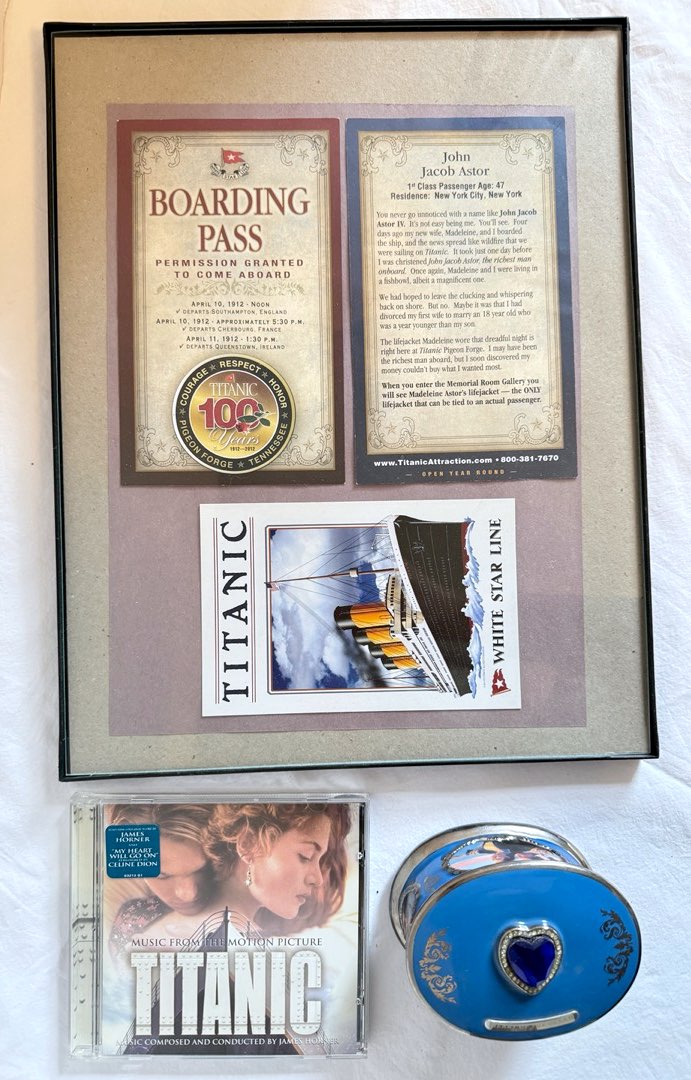 BOARDING
PASS
PERMISSION GRANTED
TO COME ABOARD
APRIL 10, 1912 - NOON
✓ DEPARTS SOUTHAMPTON, ENGLAND
APRIL 10, 1912 - APPROXIMATELY 5:30 P.M.
✓ DEPARTS CHERBOURG, FRANCE
APRIL 11, 1912 - 1:30 P.M.
✓ DEPARTS QUEENSTOWN, IRELAND
COURAGE ★ RESPECT ★ HONOR
TITANIC
100
Years
1912-2012
PIGEON FORGE ★ TENNESSEE
John
Jacob Astor
1st Class Passenger Age: 47
Residence: New York City, New York
You never go unnoticed with a name like John Jacob
Astor IV. It's not easy being me. You'll see. Four
days ago my new wife, Madeleine, and I boarded
the ship, and the news spread like wildfire that we
were sailing on Titanic. It took just one day before
I was christened John Jacob Astor, the richest man
onboard. Once again, Madeleine and I were living in
a fishbowl, albeit a magnificent one.
We had hoped to leave the clucking and whispering
back on shore. But no. Maybe it was that I had
divorced my first wife to marry an 18 year old who
was a year younger than my son.
The lifejacket Madeleine wore that dreadful night is
right here at Titanic Pigeon Forge. I may have been
the richest man aboard, but I soon discovered my
money couldn't buy what I wanted most.
When you enter the Memorial Room Gallery you
will see Madeleine Astor's lifejacket — the ONLY
lifejacket that can be tied to an actual passenger.
www.TitanicAttraction.com • 800-381-7670
— OPEN YEAR ROUND —
TITANIC
WHITE STAR LINE
JAMES
HORNER
"MY HEART
WILL GO ON"
CELINE DION
MUSIC FROM THE MOTION PICTURE
TITANIC
MUSIC COMPOSED AND CONDUCTED BY JAMES HORNER